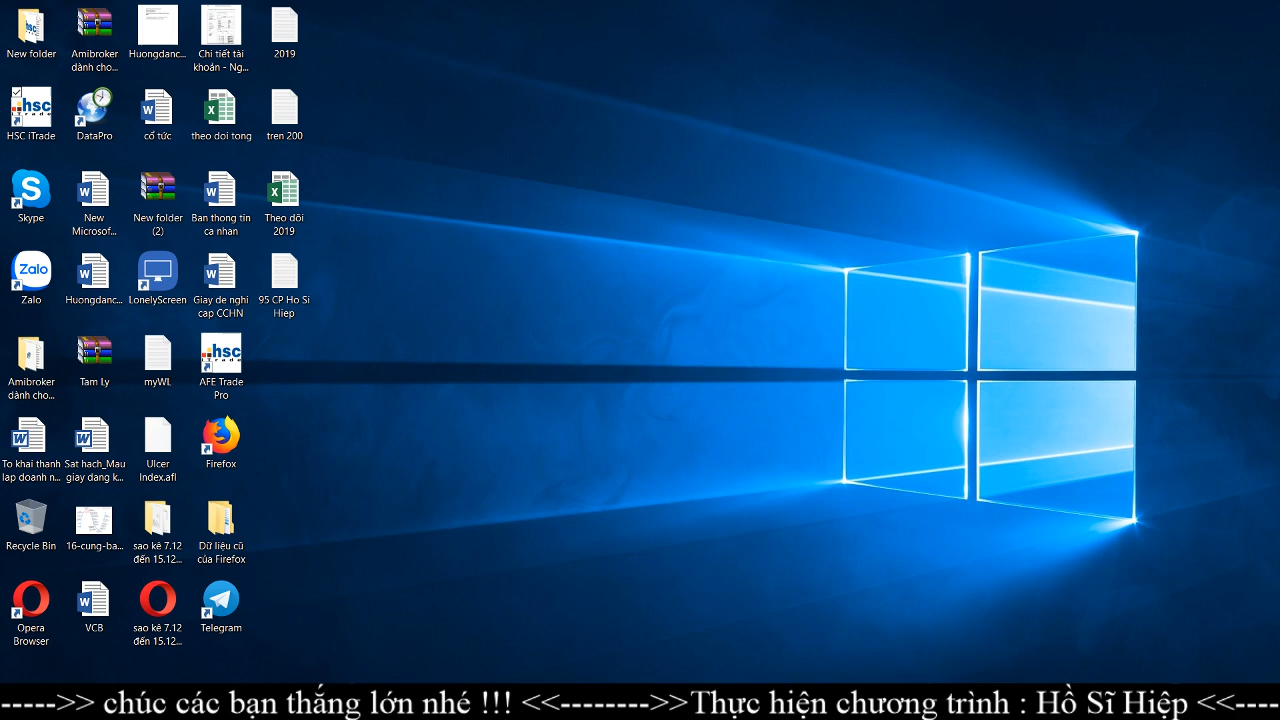 New folder
Amibroker
dành cho...
Huongdanc...
Chi tiết tài
khoản - Ng...
2019
hsc
iTrade
HSC iTrade
DataPro
cổ tức
theo doi tong
tren 200
Skype
New
Microsof...
New folder
(2)
Ban thong tin
ca nhan
Theo dõi
2019
Zalo
Zalo
Huongdanc...
LonelyScreen
Giay de nghi
cap CCHN
95 CP Ho Si
Hiep
Amibroker
dành cho...
Tam Ly
myWL
hsc
iTrade
AFE Trade
Pro
To khai thanh
lap doanh n...
Sat hach_Mau
giay dang k...
Ulcer
Index.afl
Firefox
Recycle Bin
16-cung-ba...
sao kê 7.12
đến 15.12...
Dữ liệu cũ
của Firefox
Opera
Browser
VCB
sao kê 7.12
đến 15.12...
Telegram
----->> chúc các bạn thắng lớn nhé !!! <<-------->>Thực hiện chương trình : Hồ Sĩ Hiệp <<----